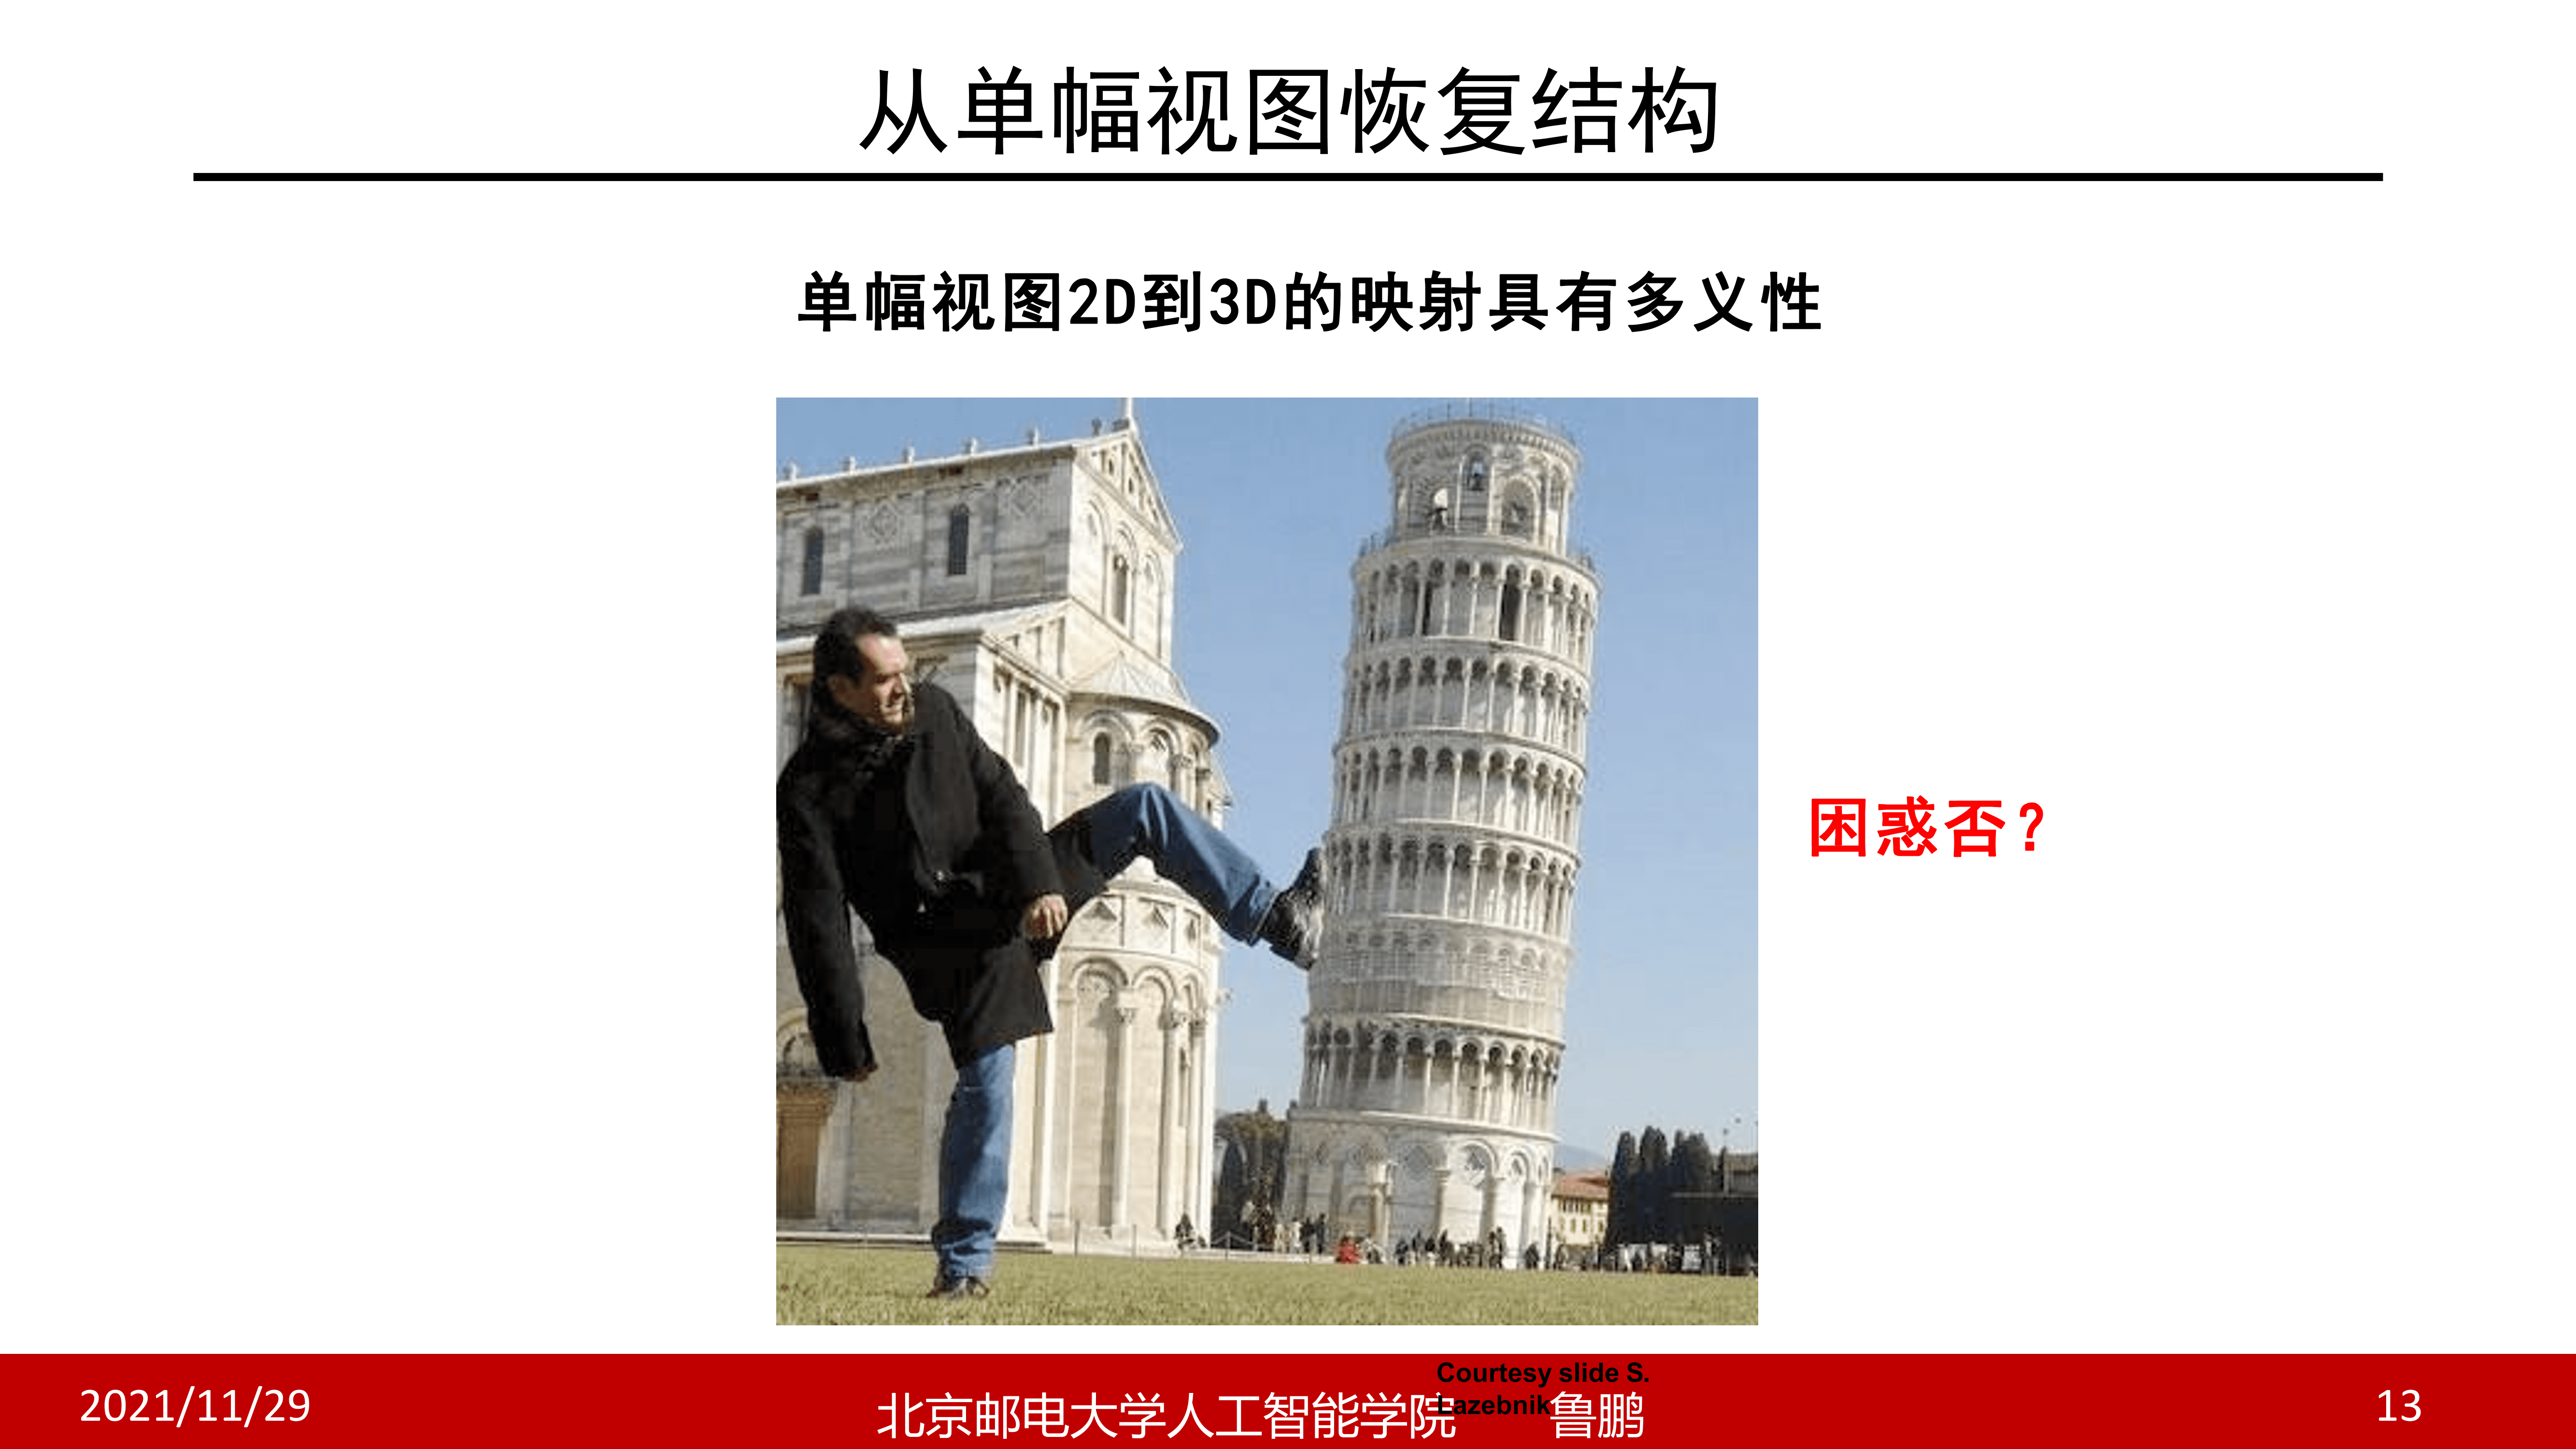 从单幅视图恢复结构
单幅视图2D到3D的映射具有多义性
困惑否？
Courtesy slide S.
Lazebnik
2021/11/29
北京邮电大学人工智能学院 鲁鹏
13